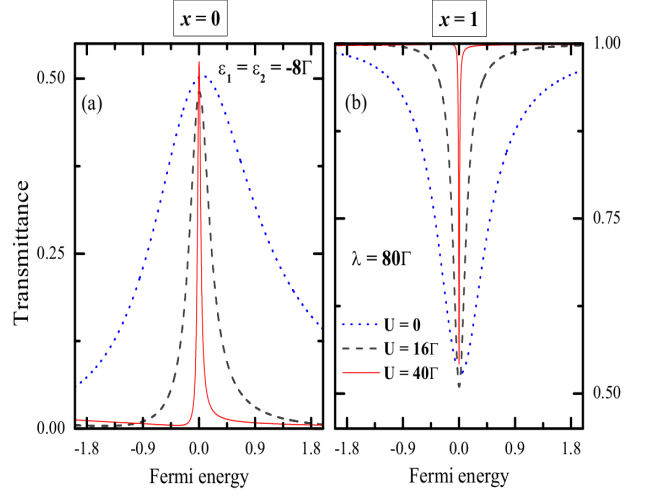 x = 0
x = 1
ε1 = ε2 = -8Γ
(a)
(b)
Transmittance
0.50
0.25
0.00
1.00
0.75
0.50
λ = 80Γ
U = 0
U = 16Γ
U = 40Γ
-1.8 -0.9 0.0 0.9 1.8
-1.8 -0.9 0.0 0.9 1.8
Fermi energy
Fermi energy